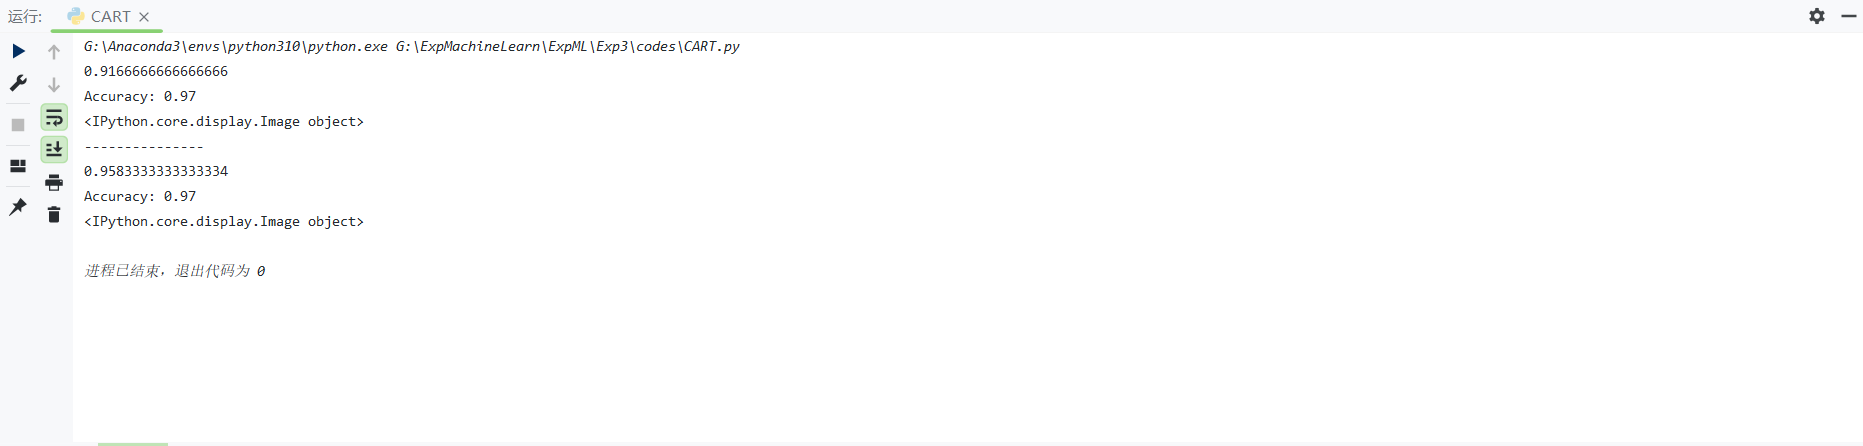 运行: CART
G:\Anaconda3\envs\python310\python.exe G:\ExpMachineLearn\ExpML\Exp3\codes\CART.py
0.9166666666666666
Accuracy: 0.97
<IPython.core.display.Image object>
---------------
0.9583333333333334
Accuracy: 0.97
<IPython.core.display.Image object>
进程已结束，退出代码为 0